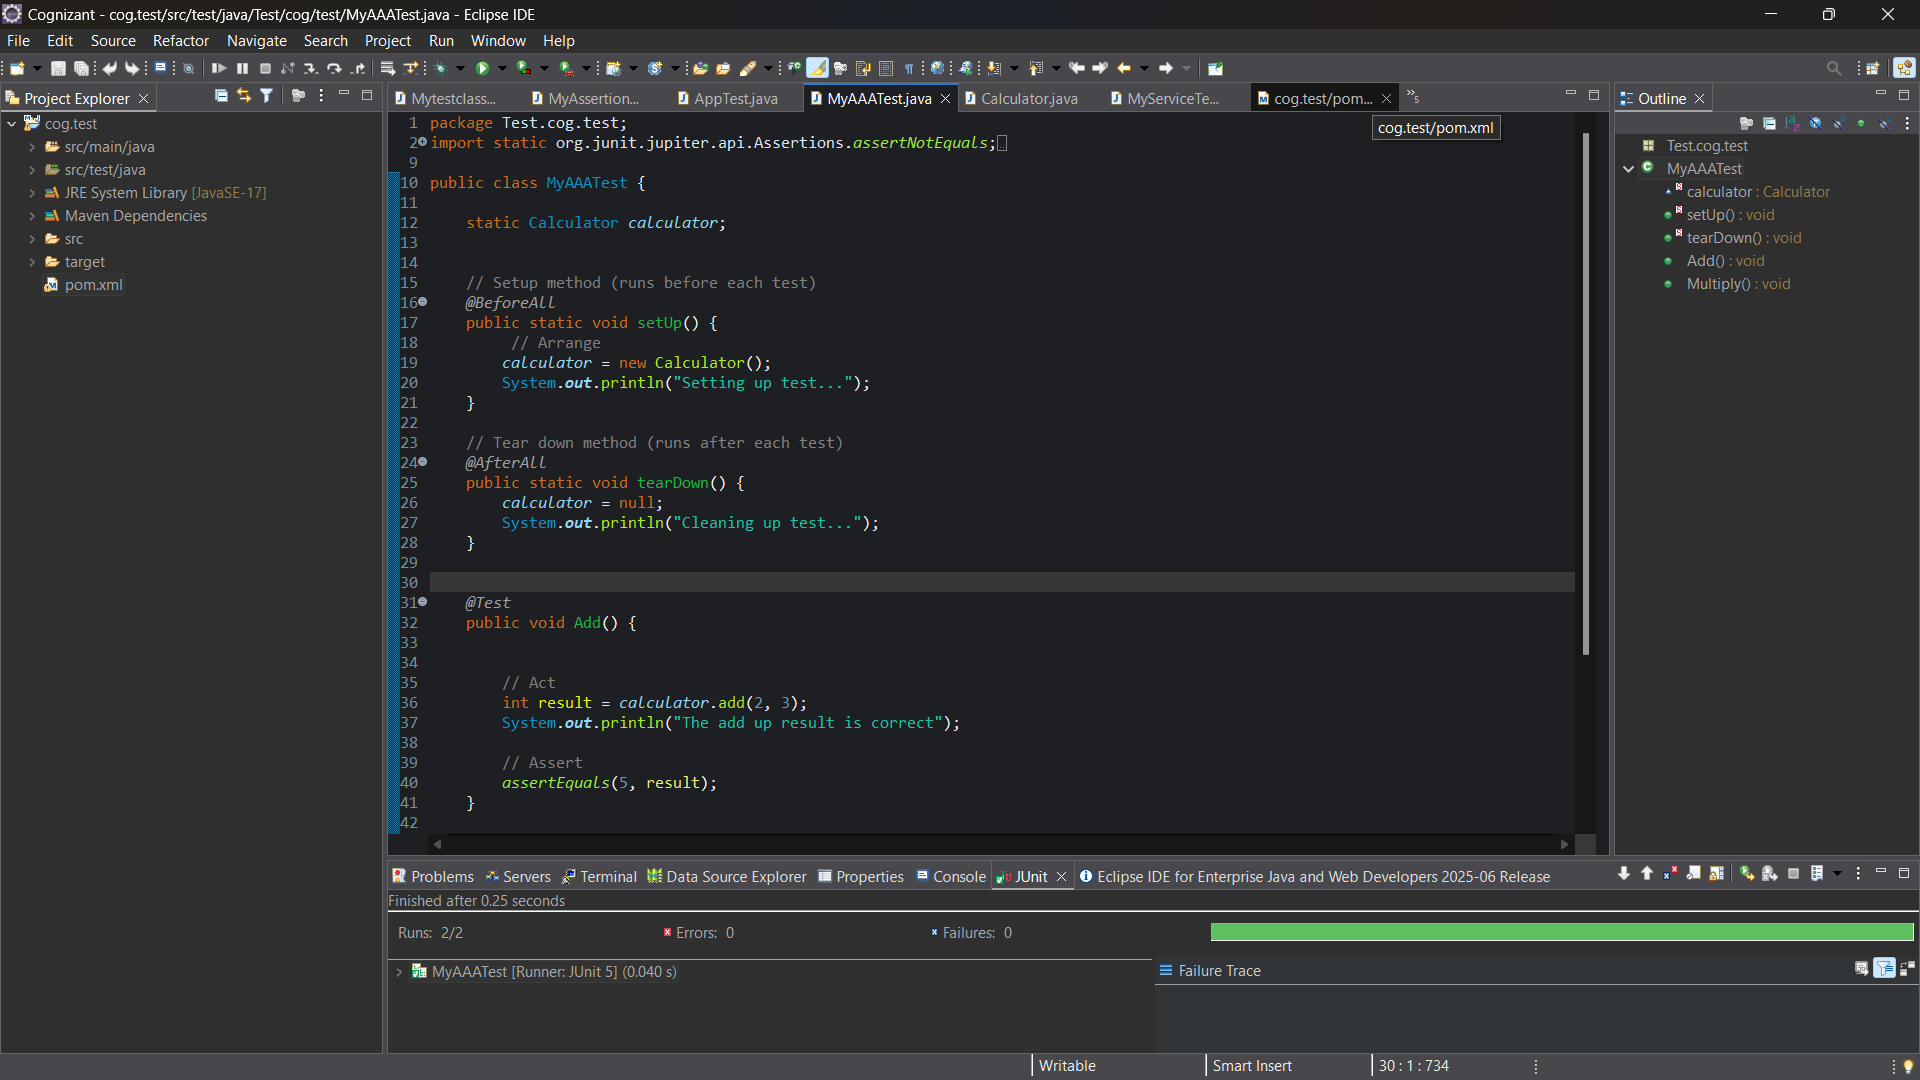 Cognizant - cog.test/src/test/java/Test/cog/test/MyAAATest.java - Eclipse IDE
File Edit Source Refactor Navigate Search Project Run Window Help
Project Explorer
cog.test
src/main/java
src/test/java
JRE System Library [JavaSE-17]
Maven Dependencies
src
target
pom.xml
Mytestclass... MyAssertion... AppTest.java MyAAATest.java Calculator.java MyServiceTe... cog.test/pom... »5
cog.test/pom.xml
1 package Test.cog.test;
2 import static org.junit.jupiter.api.Assertions.assertNotEquals;
9
10 public class MyAAATest {
11
12 static Calculator calculator;
13
14
15 // Setup method (runs before each test)
16 @BeforeAll
17 public static void setUp() {
18 // Arrange
19 calculator = new Calculator();
20 System.out.println("Setting up test...");
21 }
22
23 // Tear down method (runs after each test)
24 @AfterAll
25 public static void tearDown() {
26 calculator = null;
27 System.out.println("Cleaning up test...");
28 }
29
30
31 @Test
32 public void Add() {
33
34
35 // Act
36 int result = calculator.add(2, 3);
37 System.out.println("The add up result is correct");
38
39 // Assert
40 assertEquals(5, result);
41 }
42
Outline
Test.cog.test
MyAAATest
calculator : Calculator
setUp() : void
tearDown() : void
Add() : void
Multiply() : void
Problems Servers Terminal Data Source Explorer Properties Console JUnit Eclipse IDE for Enterprise Java and Web Developers 2025-06 Release
Finished after 0.25 seconds
Runs: 2/2 Errors: 0 Failures: 0
MyAAATest [Runner: JUnit 5] (0.040 s)
Failure Trace
Writable Smart Insert 30 : 1 : 734